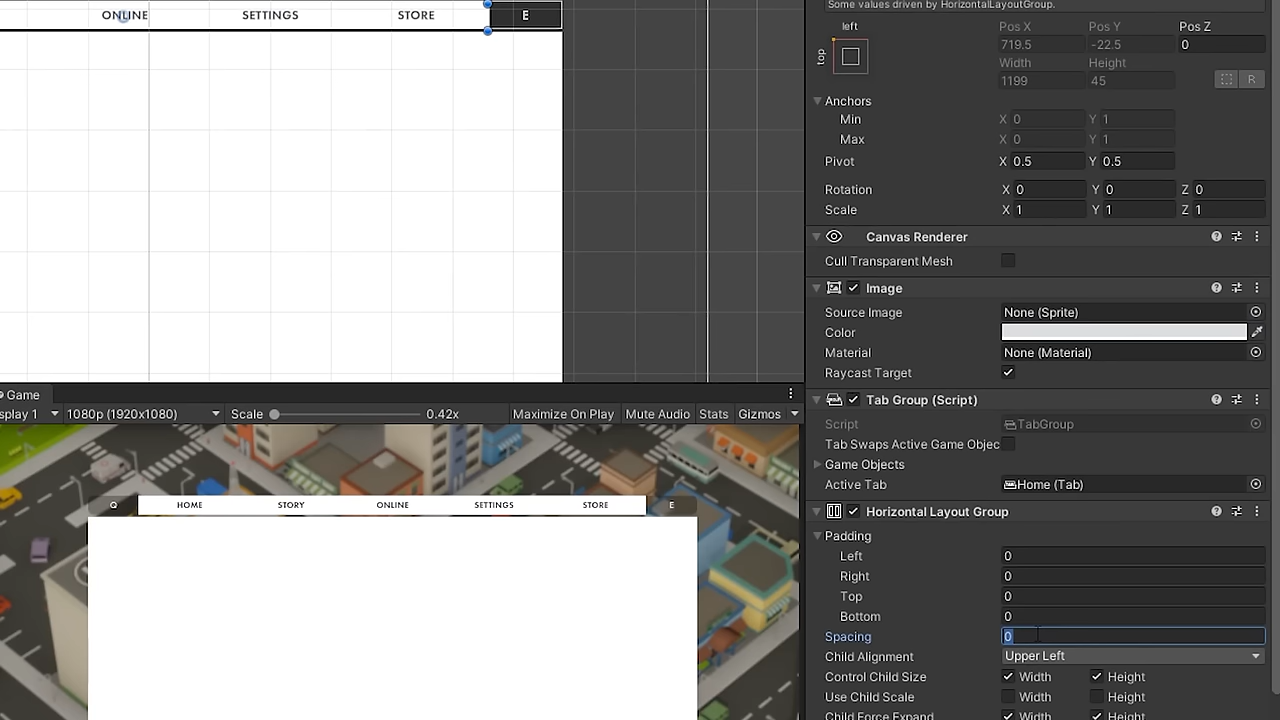 ONLINE SETTINGS STORE E
Some values driven by HorizontalLayoutGroup.
left
top
Pos X Pos Y Pos Z
719.5 -22.5 0
Width Height
1199 45
R
Anchors
Min X 0 Y 1
Max X 0 Y 1
Pivot X 0.5 Y 0.5
Rotation X 0 Y 0 Z 0
Scale X 1 Y 1 Z 1
Canvas Renderer
Cull Transparent Mesh
Image
Source Image None (Sprite)
Color
Material None (Material)
Raycast Target
Tab Group (Script)
Script TabGroup
Tab Swaps Active Game Objec
Game Objects
Active Tab Home (Tab)
Horizontal Layout Group
Padding
Left 0
Right 0
Top 0
Bottom 0
Spacing 0
Child Alignment Upper Left
Control Child Size Width Height
Use Child Scale Width Height
Child Force Expand Width Height
Game
splay 1 1080p (1920x1080) Scale 0.42x Maximize On Play Mute Audio Stats Gizmos
Q HOME STORY ONLINE SETTINGS STORE E